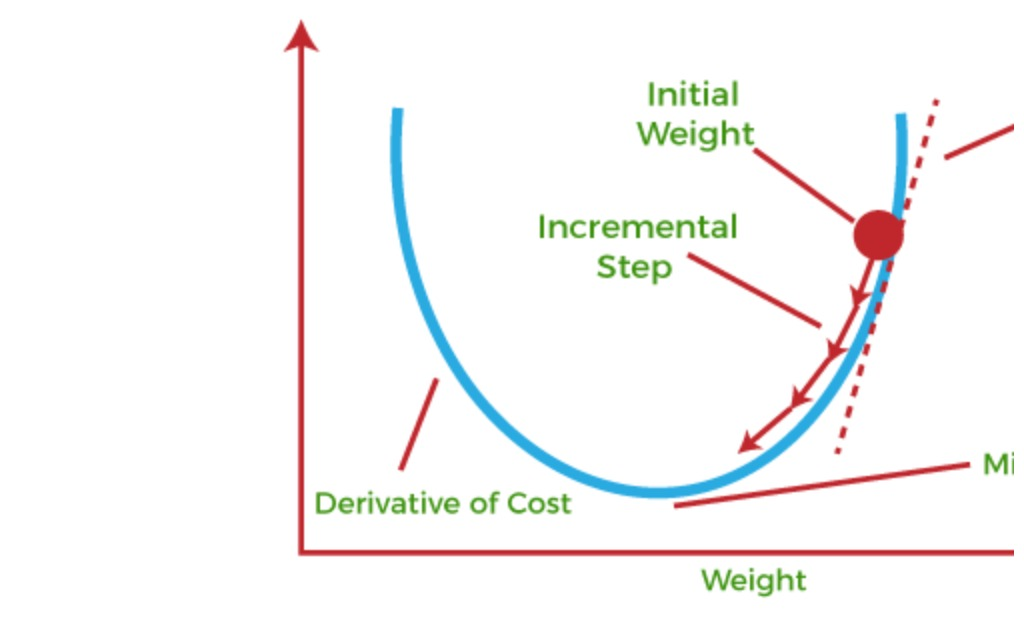 Initial
Weight
Incremental
Step
Derivative of Cost
Weight